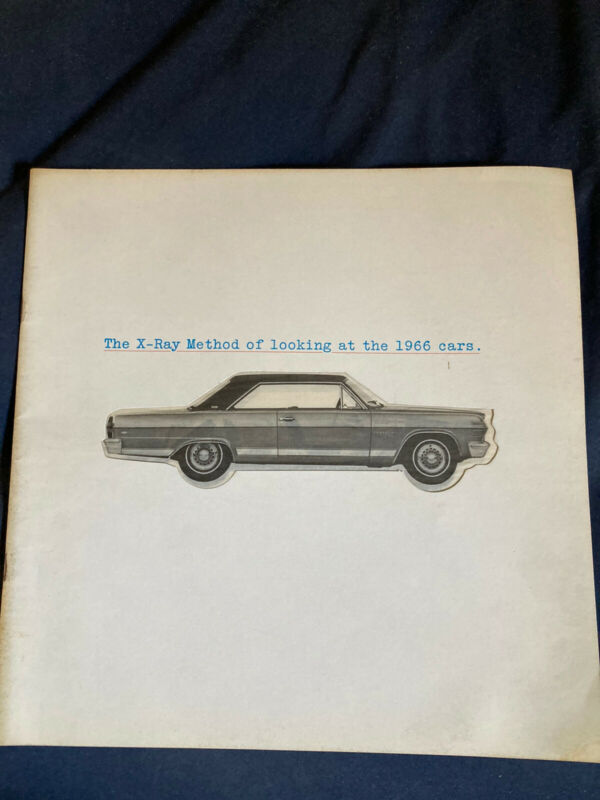 The X-Ray Method of looking at the 1966 cars.